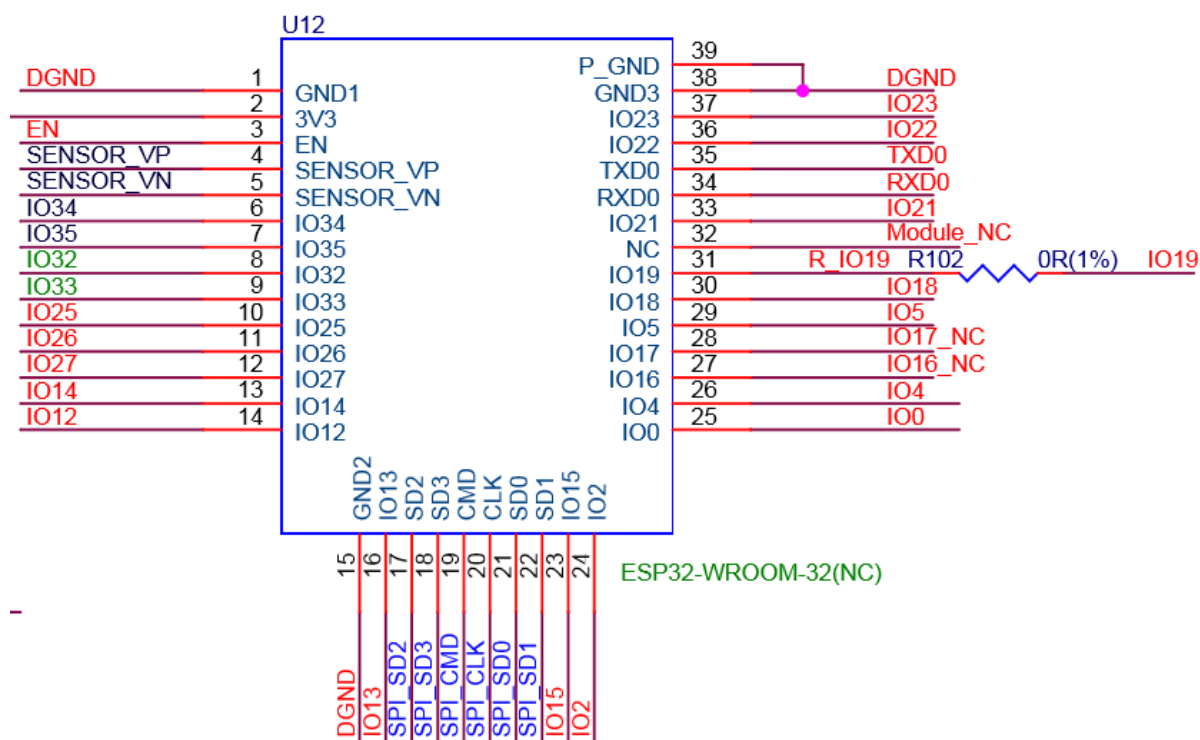 U12
DGND 1 GND1
2 3V3
EN 3 EN
SENSOR_VP 4 SENSOR_VP
SENSOR_VN 5 SENSOR_VN
IO34 6 IO34
IO35 7 IO35
IO32 8 IO32
IO33 9 IO33
IO25 10 IO25
IO26 11 IO26
IO27 12 IO27
IO14 13 IO14
IO12 14 IO12
P_GND 39
GND3 38 DGND
IO23 37 IO23
IO22 36 IO22
TXD0 35 TXD0
RXD0 34 RXD0
IO21 33 IO21
NC 32 Module_NC
IO19 31 R_IO19 R102 0R(1%) IO19
IO18 30 IO18
IO5 29 IO5
IO17 28 IO17_NC
IO16 27 IO16_NC
IO4 26 IO4
IO0 25 IO0
GND2 15 DGND
IO13 16 IO13
SD2 17 SPI_SD2
SD3 18 SPI_SD3
CMD 19 SPI_CMD
CLK 20 SPI_CLK
SD0 21 SPI_SD0
SD1 22 SPI_SD1
IO15 23 IO15
IO2 24 IO2
ESP32-WROOM-32(NC)